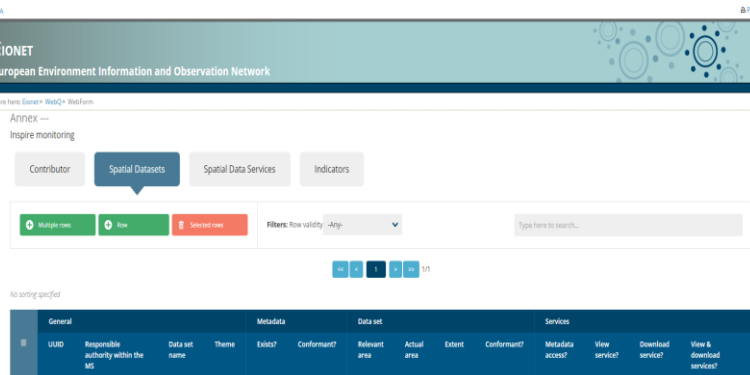 EIONET
European Environment Information and Observation Network
are here: Eionet> WebQ> WebForm
Annex ---
Inspire monitoring
Contributor Spatial Datasets Spatial Data Services Indicators
Multiple rows Row Selected rows Filters: Row validity -Any- Type here to search...
<< < 1 > >> 1/1
No sorting specified
General Metadata Data set Services
UUID Responsible authority within the MS Data set name Theme Exists? Conformant? Relevant area Actual area Extent Conformant? Metadata access? View service? Download service? View & download services?